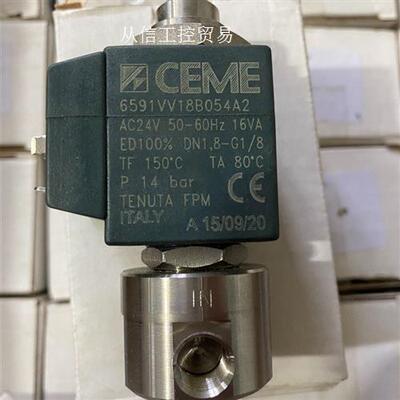 从信工控贸易
CEME
6591VV18B054A2
AC24V 50-60Hz 16VA
ED100% DN1,8-G1/8
TF 150°C TA 80°C
P 14 bar
TENUTA FPM CE
ITALY A 15/09/20
IN